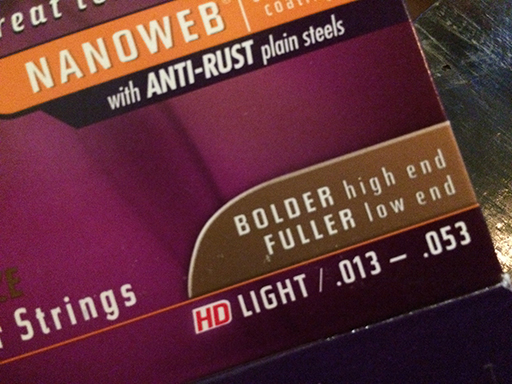 NANOWEB®
with ANTI-RUST plain steels
BOLDER high end
FULLER low end
Strings
HD LIGHT / .013 – .053